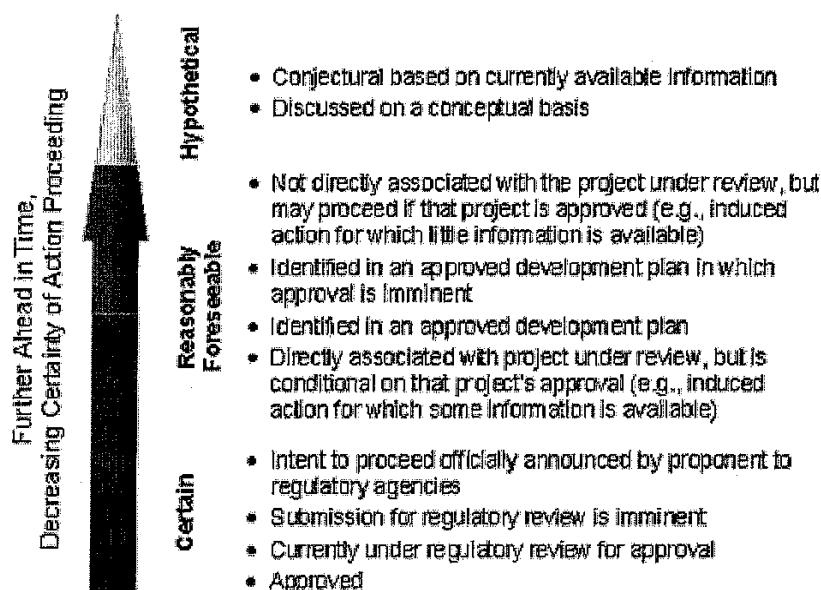 Further Ahead in Time,
Decreasing Certainty of Action Proceeding
Hypothetical
• Conjectural based on currently available information
• Discussed on a conceptual basis
Reasonably
Foreseeable
• Not directly associated with the project under review, but
may proceed if that project is approved (e.g., induced
action for which little information is available)
• Identified in an approved development plan in which
approval is imminent
• Identified in an approved development plan
• Directly associated with project under review, but is
conditional on that project's approval (e.g., induced
action for which some information is available)
Certain
• Intent to proceed officially announced by proponent to
regulatory agencies
• Submission for regulatory review is imminent
• Currently under regulatory review for approval
• Approved